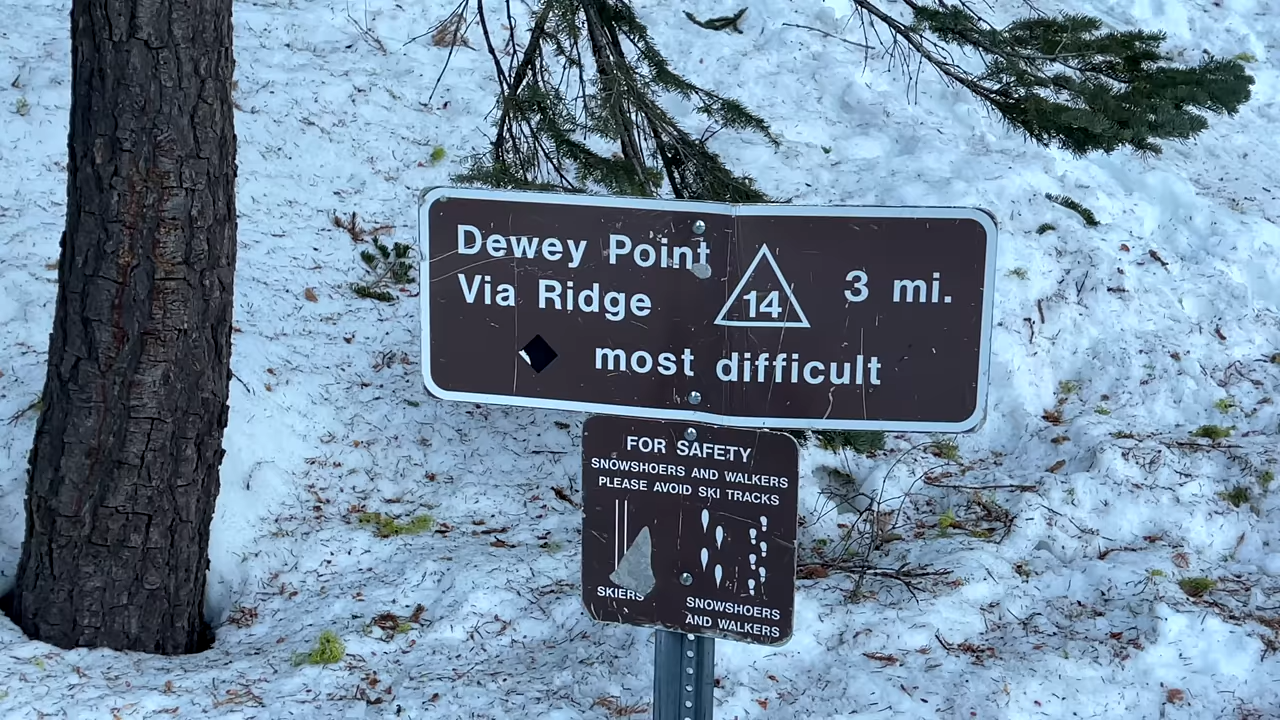 Dewey Point
Via Ridge
14
3 mi.
most difficult
FOR SAFETY
SNOWSHOERS AND WALKERS
PLEASE AVOID SKI TRACKS
SKIERS
SNOWSHOERS
AND WALKERS